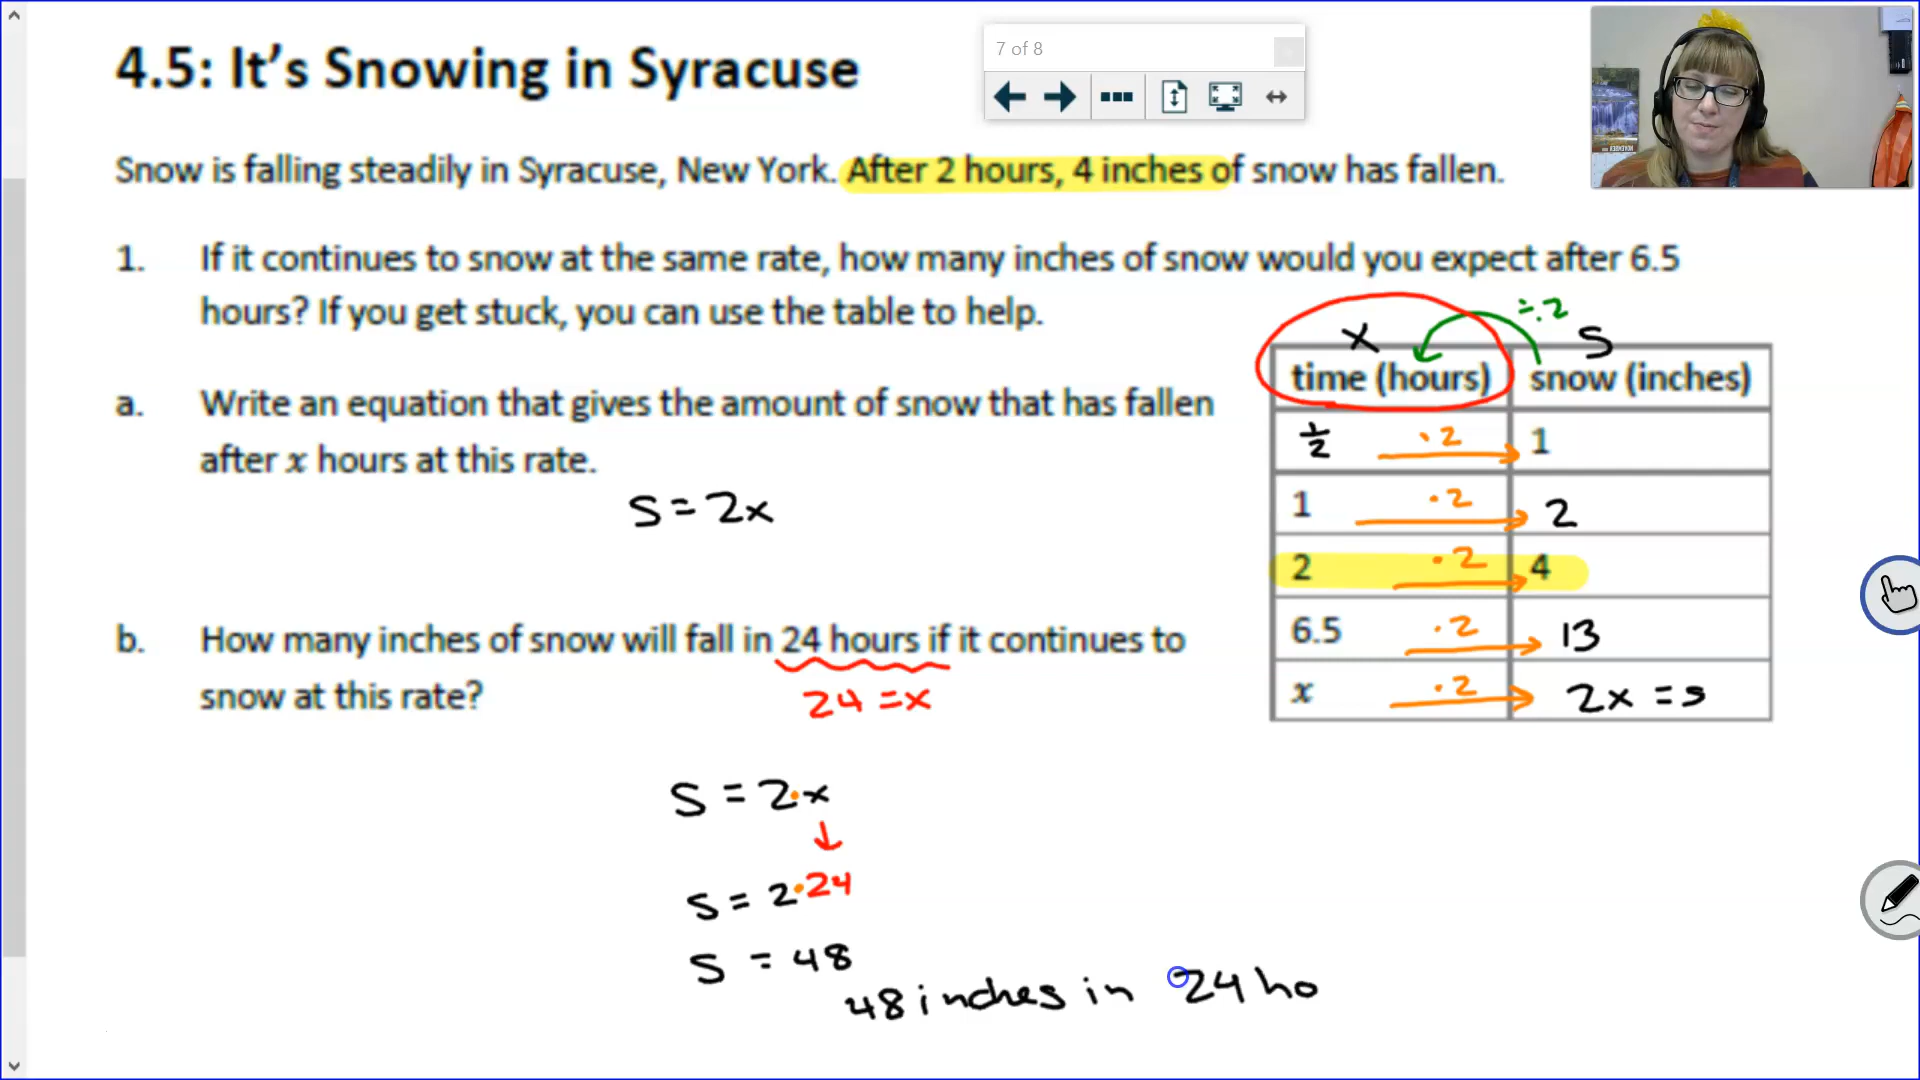 4.5: It's Snowing in Syracuse
7 of 8
Snow is falling steadily in Syracuse, New York. After 2 hours, 4 inches of snow has fallen.
1. If it continues to snow at the same rate, how many inches of snow would you expect after 6.5
hours? If you get stuck, you can use the table to help.
÷2
x S
time (hours) snow (inches)
1/2 ·2 1
1 ·2 2
2 ·2 4
6.5 ·2 13
x ·2 2x = s
a. Write an equation that gives the amount of snow that has fallen
after x hours at this rate.
S = 2x
b. How many inches of snow will fall in 24 hours if it continues to
snow at this rate?
24 = x
S = 2·x
S = 2·24
S = 48
48 inches in 24 ho